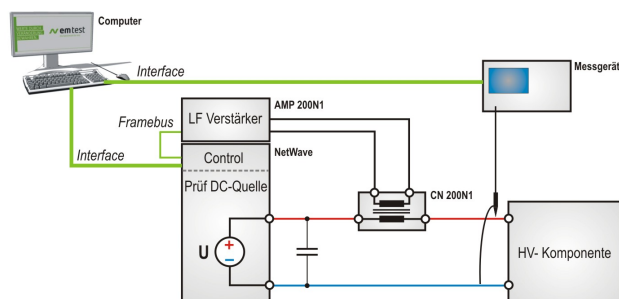 Computer
emtest
Interface
Messgerät
AMP 200N1
LF Verstärker
Framebus
NetWave
Interface
Control
Prüf DC-Quelle
CN 200N1
U
+
−
HV- Komponente